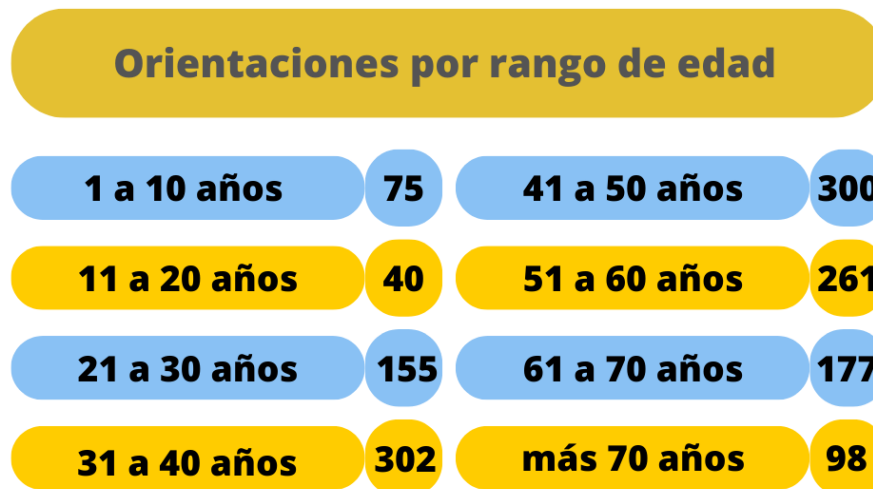 Orientaciones por rango de edad
1 a 10 años 75
11 a 20 años 40
21 a 30 años 155
31 a 40 años 302
41 a 50 años 300
51 a 60 años 261
61 a 70 años 177
más 70 años 98